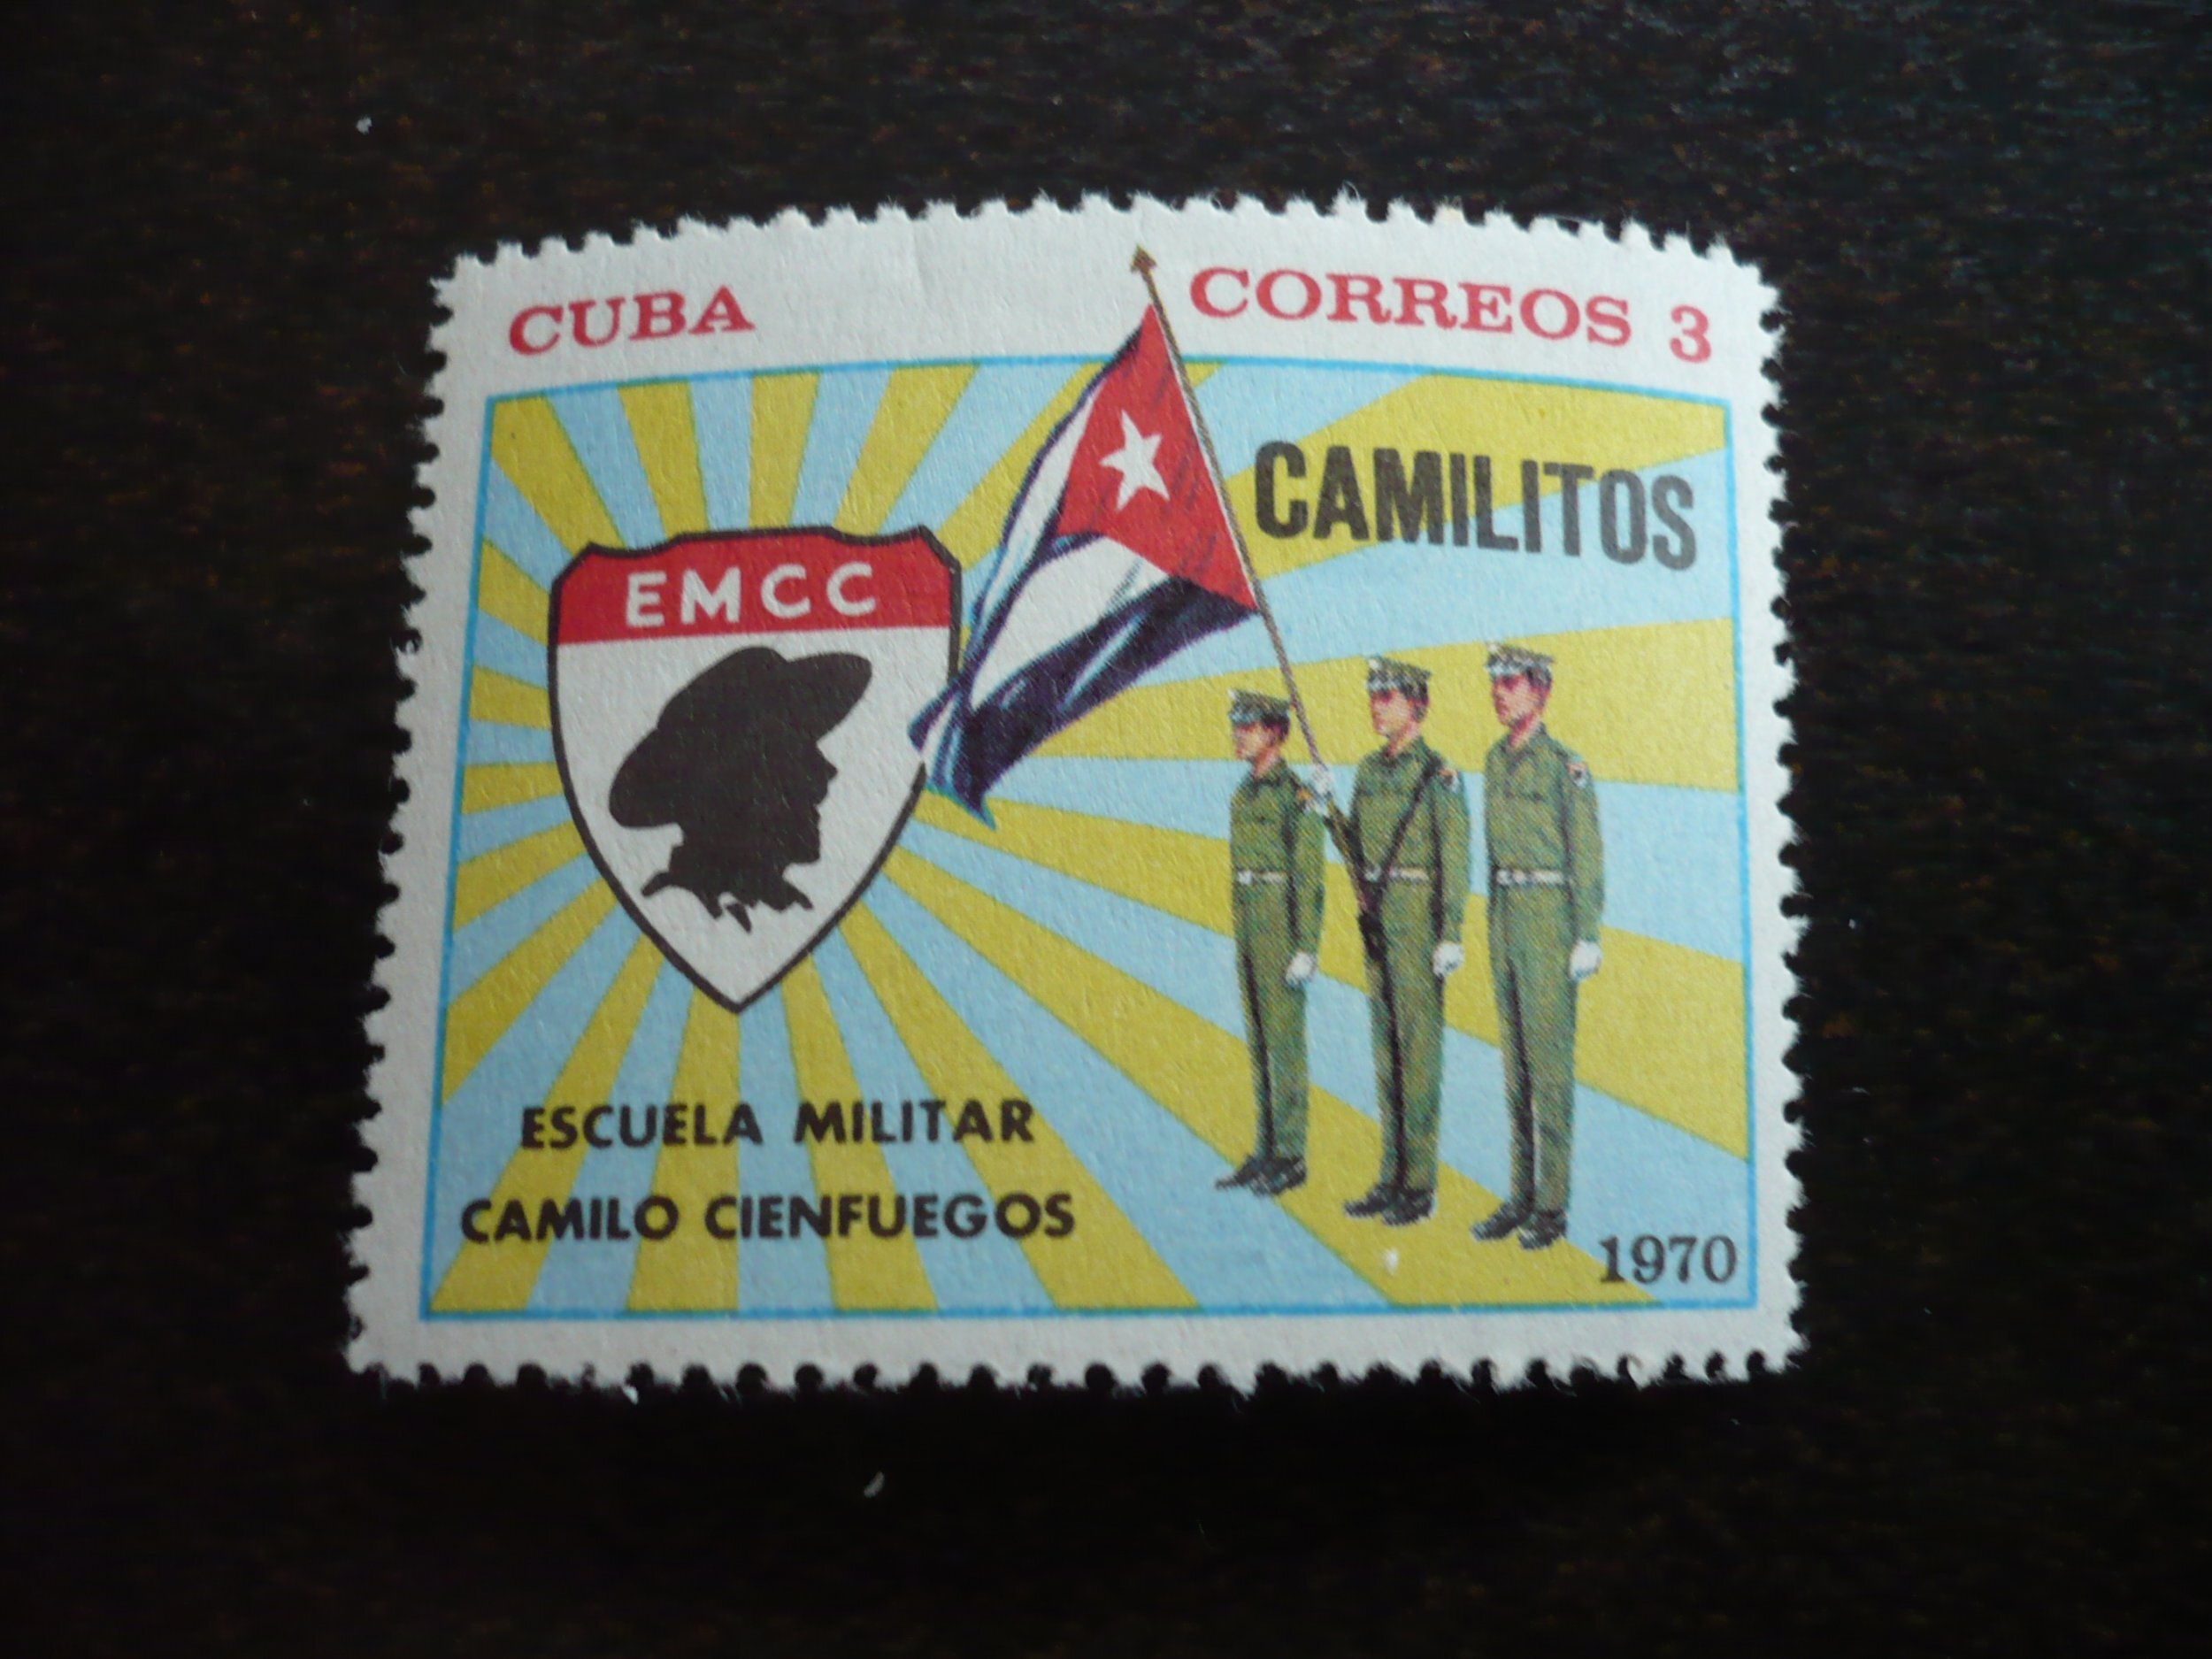 CUBA
CORREOS 3
CAMILITOS
EMCC
ESCUELA MILITAR
CAMILO CIENFUEGOS
1970